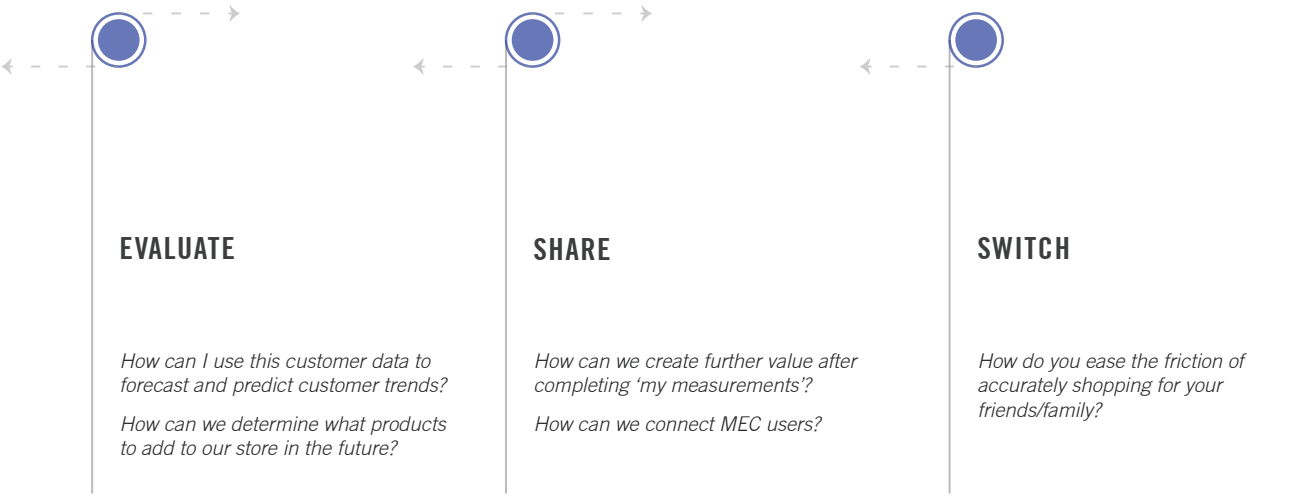 EVALUATE
How can I use this customer data to
forecast and predict customer trends?
How can we determine what products
to add to our store in the future?
SHARE
How can we create further value after
completing ‘my measurements’?
How can we connect MEC users?
SWITCH
How do you ease the friction of
accurately shopping for your
friends/family?